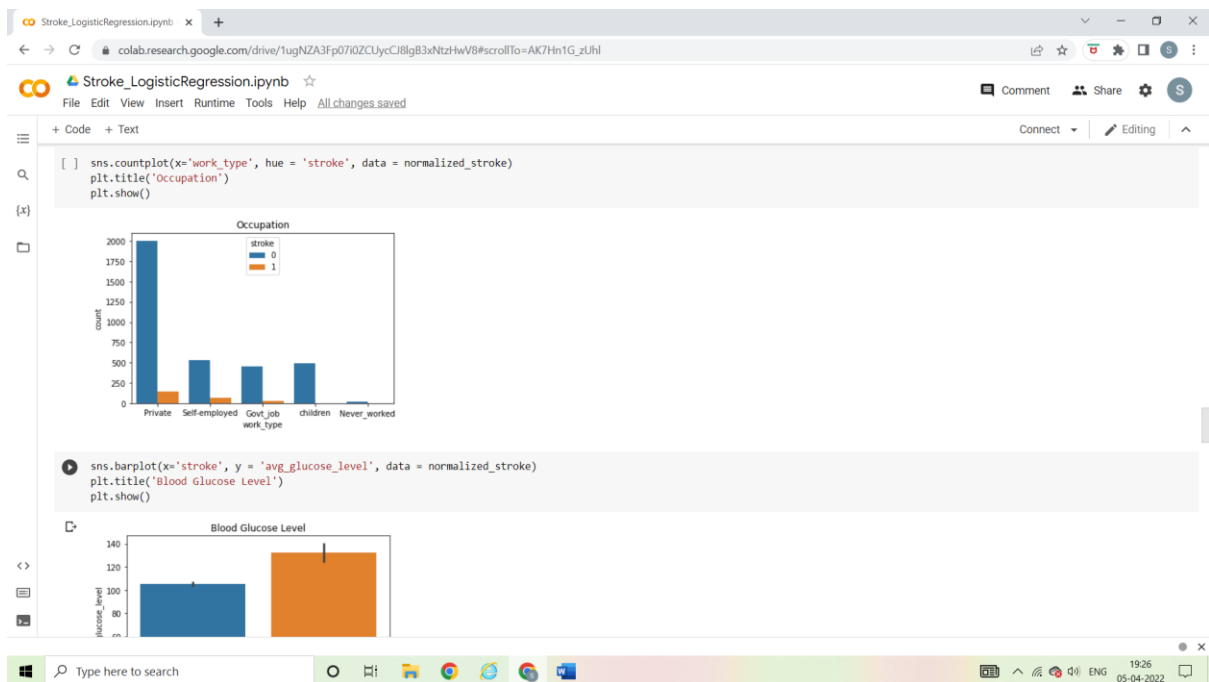 Stroke_LogisticRegression.ipynb
colab.research.google.com/drive/1ugNZA3Fp07i0ZCUycCJ8lgB3xNtzHwV8#scrollTo=AK7Hn1G_zUhl
S
Stroke_LogisticRegression.ipynb
File Edit View Insert Runtime Tools Help All changes saved
Comment Share S
+ Code + Text
Connect Editing
{x}
[ ] sns.countplot(x='work_type', hue = 'stroke', data = normalized_stroke)
plt.title('Occupation')
plt.show()
Occupation
stroke
0
1
2000
1750
1500
1250
1000
750
500
250
0
count
Private Self-employed Govt_job children Never_worked
work_type
sns.barplot(x='stroke', y = 'avg_glucose_level', data = normalized_stroke)
plt.title('Blood Glucose Level')
plt.show()
Blood Glucose Level
140
120
100
80
glucose_level
Type here to search
ENG
19:26
05-04-2022